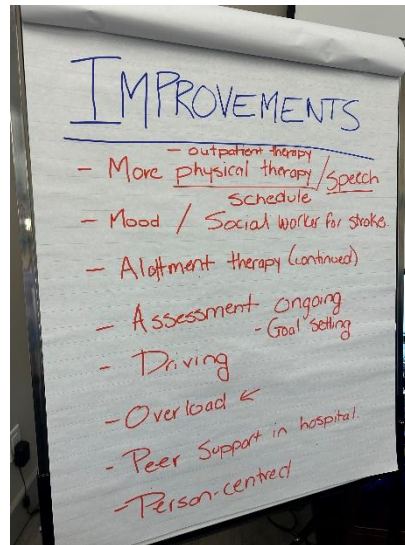 IMPROVEMENTS
- outpatient therapy
- More physical therapy / speech
schedule
- Mood / Social worker for stroke.
- Alottment therapy (continued)
- Assessment ongoing
- Goal setting
- Driving
- Overload ←
- Peer Support in hospital.
- Person-centred